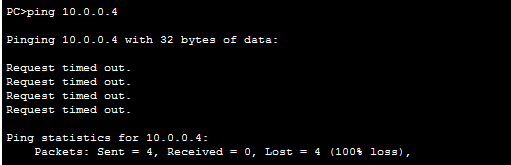 PC>ping 10.0.0.4
Pinging 10.0.0.4 with 32 bytes of data:
Request timed out.
Request timed out.
Request timed out.
Request timed out.
Ping statistics for 10.0.0.4:
Packets: Sent = 4, Received = 0, Lost = 4 (100% loss),